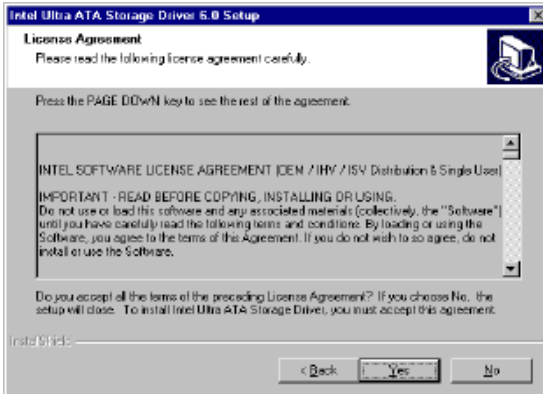 Intel Ultra ATA Storage Driver 6.0 Setup
License Agreement
Please read the following license agreement carefully.
Press the PAGE DOWN key to see the rest of the agreement.
INTEL SOFTWARE LICENSE AGREEMENT (OEM / IHV / ISV Distribution & Single User)
IMPORTANT - READ BEFORE COPYING, INSTALLING OR USING.
Do not use or load this software and any associated materials (collectively, the "Software")
until you have carefully read the following terms and conditions. By loading or using the
Software, you agree to the terms of this Agreement. If you do not wish to so agree, do not
install or use the Software.
Do you accept all the terms of the preceding License Agreement? If you choose No, the
setup will close. To install Intel Ultra ATA Storage Driver, you must accept this agreement.
InstallShield
< Back
Yes
No